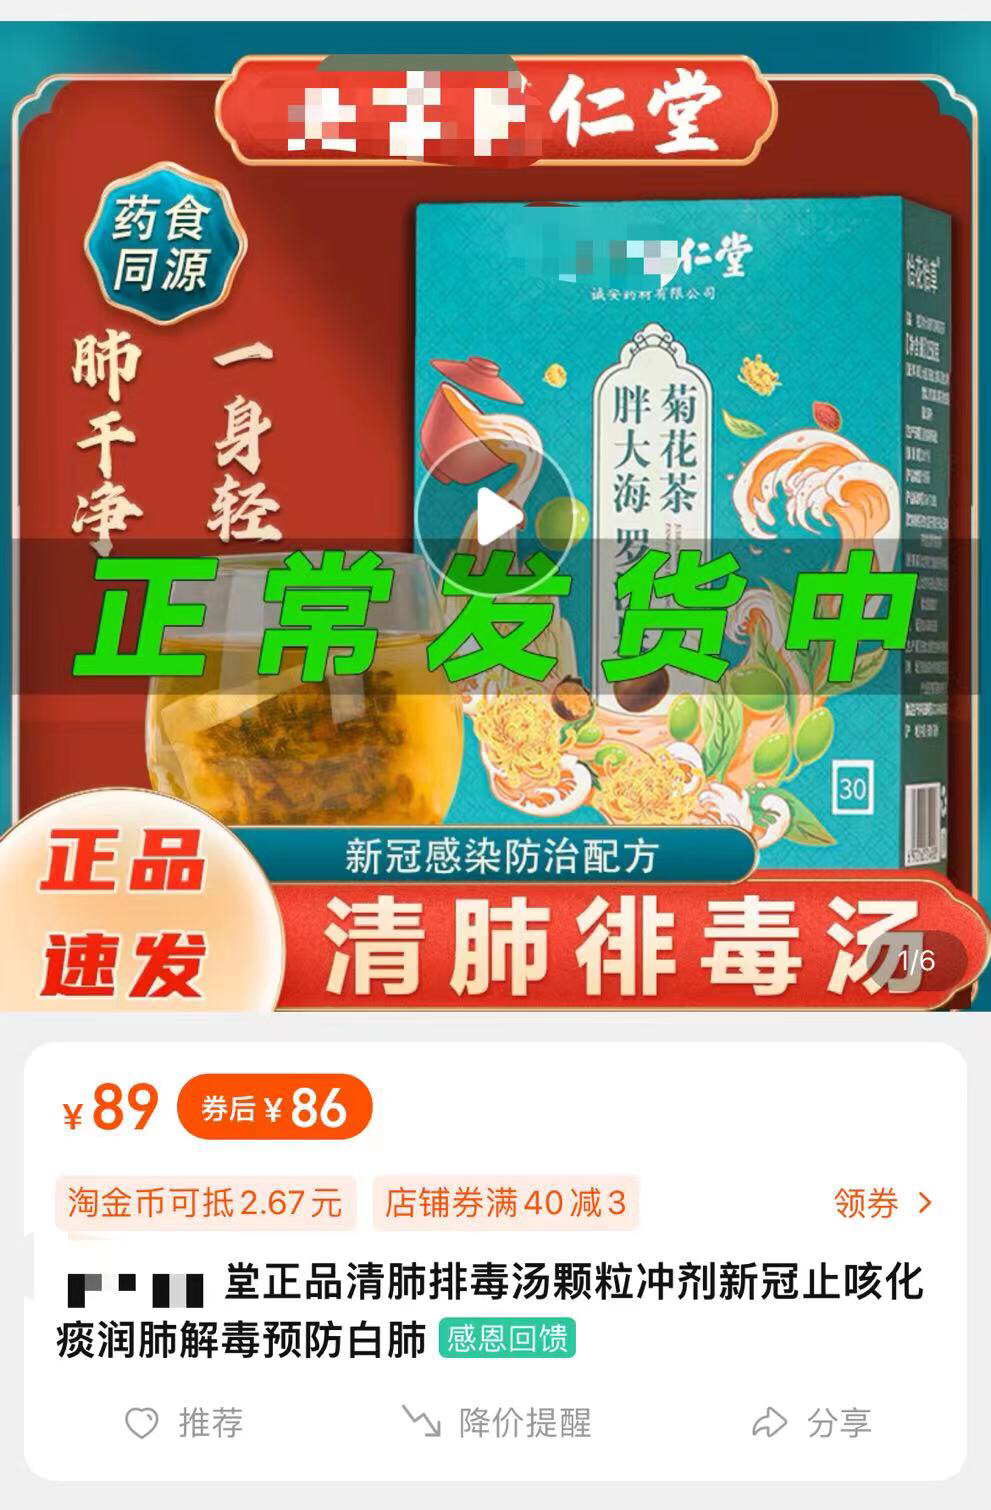 仁堂
药食
同源
一身轻
肺干净
仁堂
诚安药材有限公司
菊花茶
胖大海
怡花怡草
正常发货中
30
正品
速发
新冠感染防治配方
清肺徘毒汤
1/6
¥89 券后¥86
淘金币可抵2.67元 店铺券满40减3 领券
堂正品清肺排毒汤颗粒冲剂新冠止咳化
痰润肺解毒预防白肺 感恩回馈
推荐 降价提醒 分享